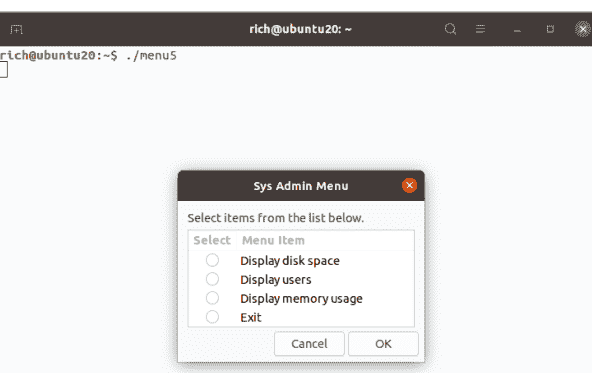 rich@ubuntu20: ~
rich@ubuntu20:~$ ./menu5
Sys Admin Menu
Select items from the list below.
Select Menu Item
Display disk space
Display users
Display memory usage
Exit
Cancel OK